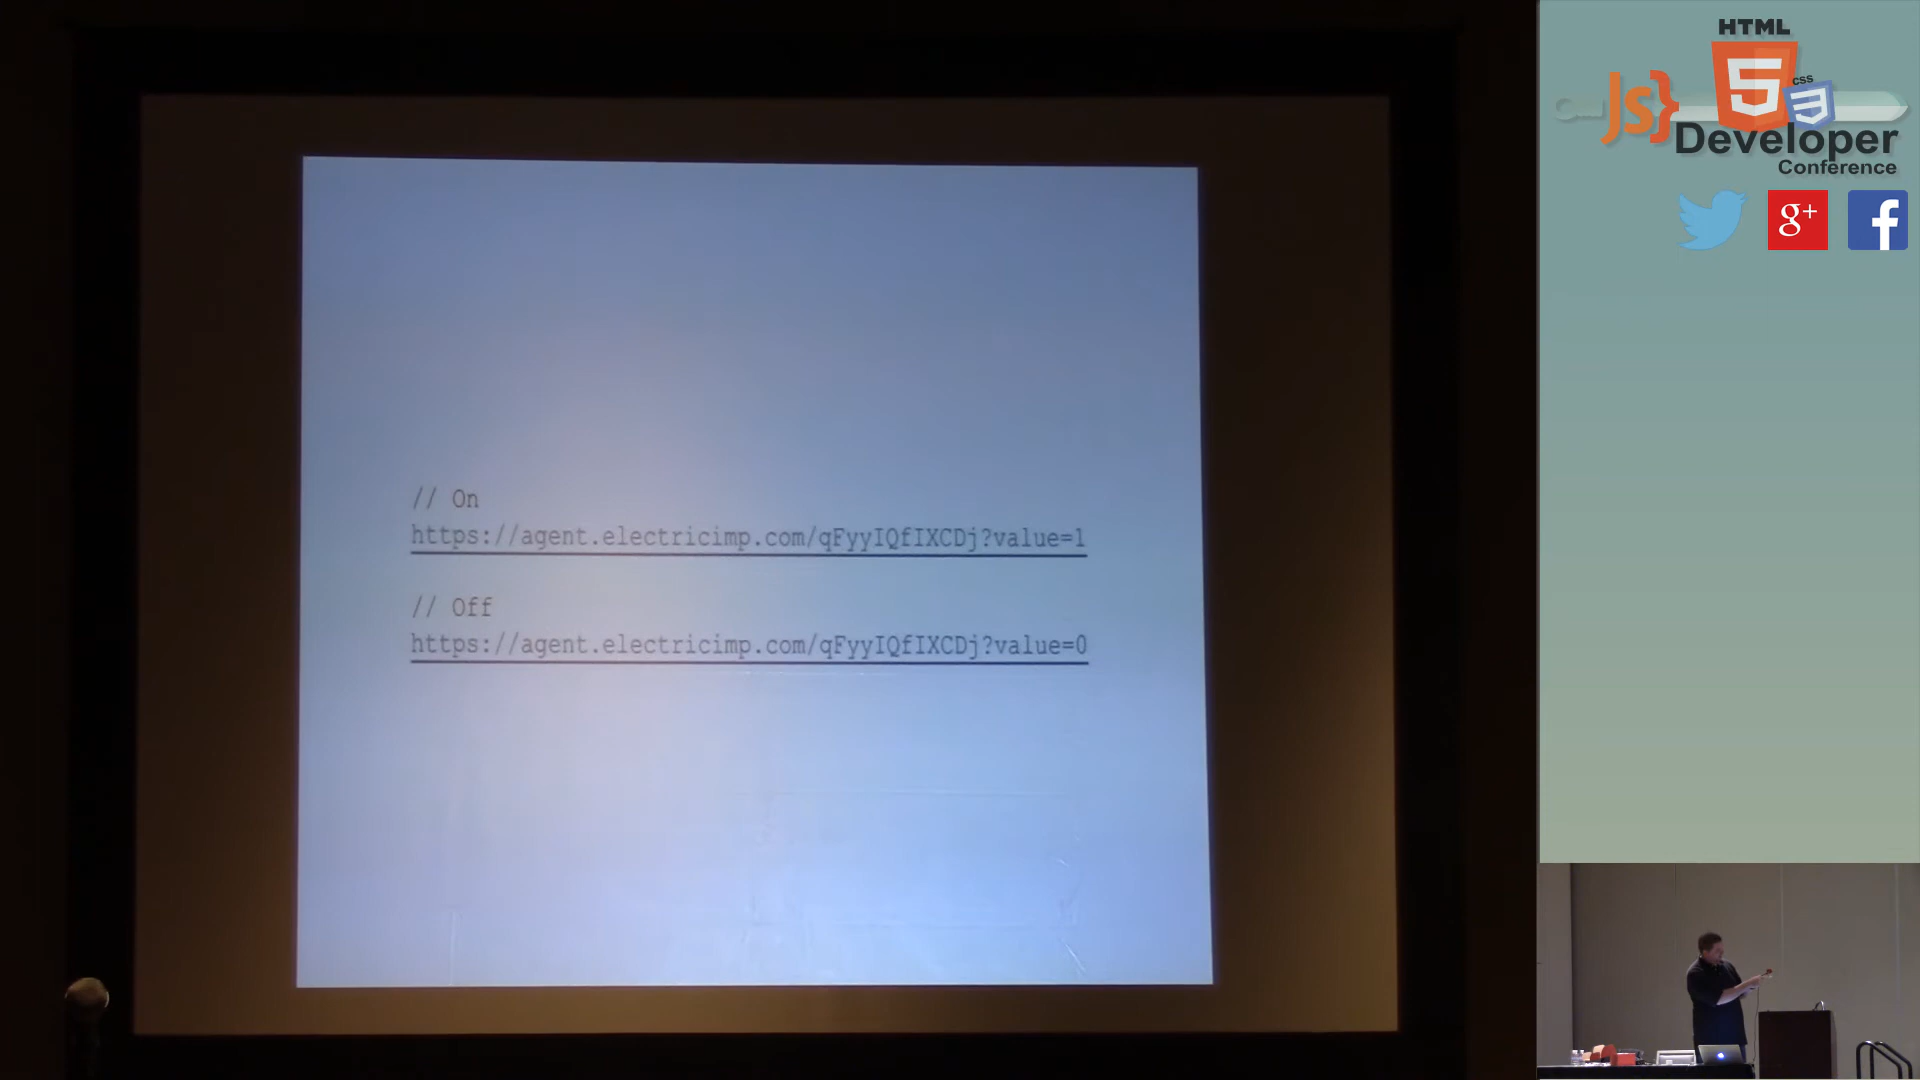 // On
https://agent.electricimp.com/qFyyIQfIXCDj?value=1
// Off
https://agent.electricimp.com/qFyyIQfIXCDj?value=0
HTML
5
CSS
3
Js}
Developer
Conference
g+
f